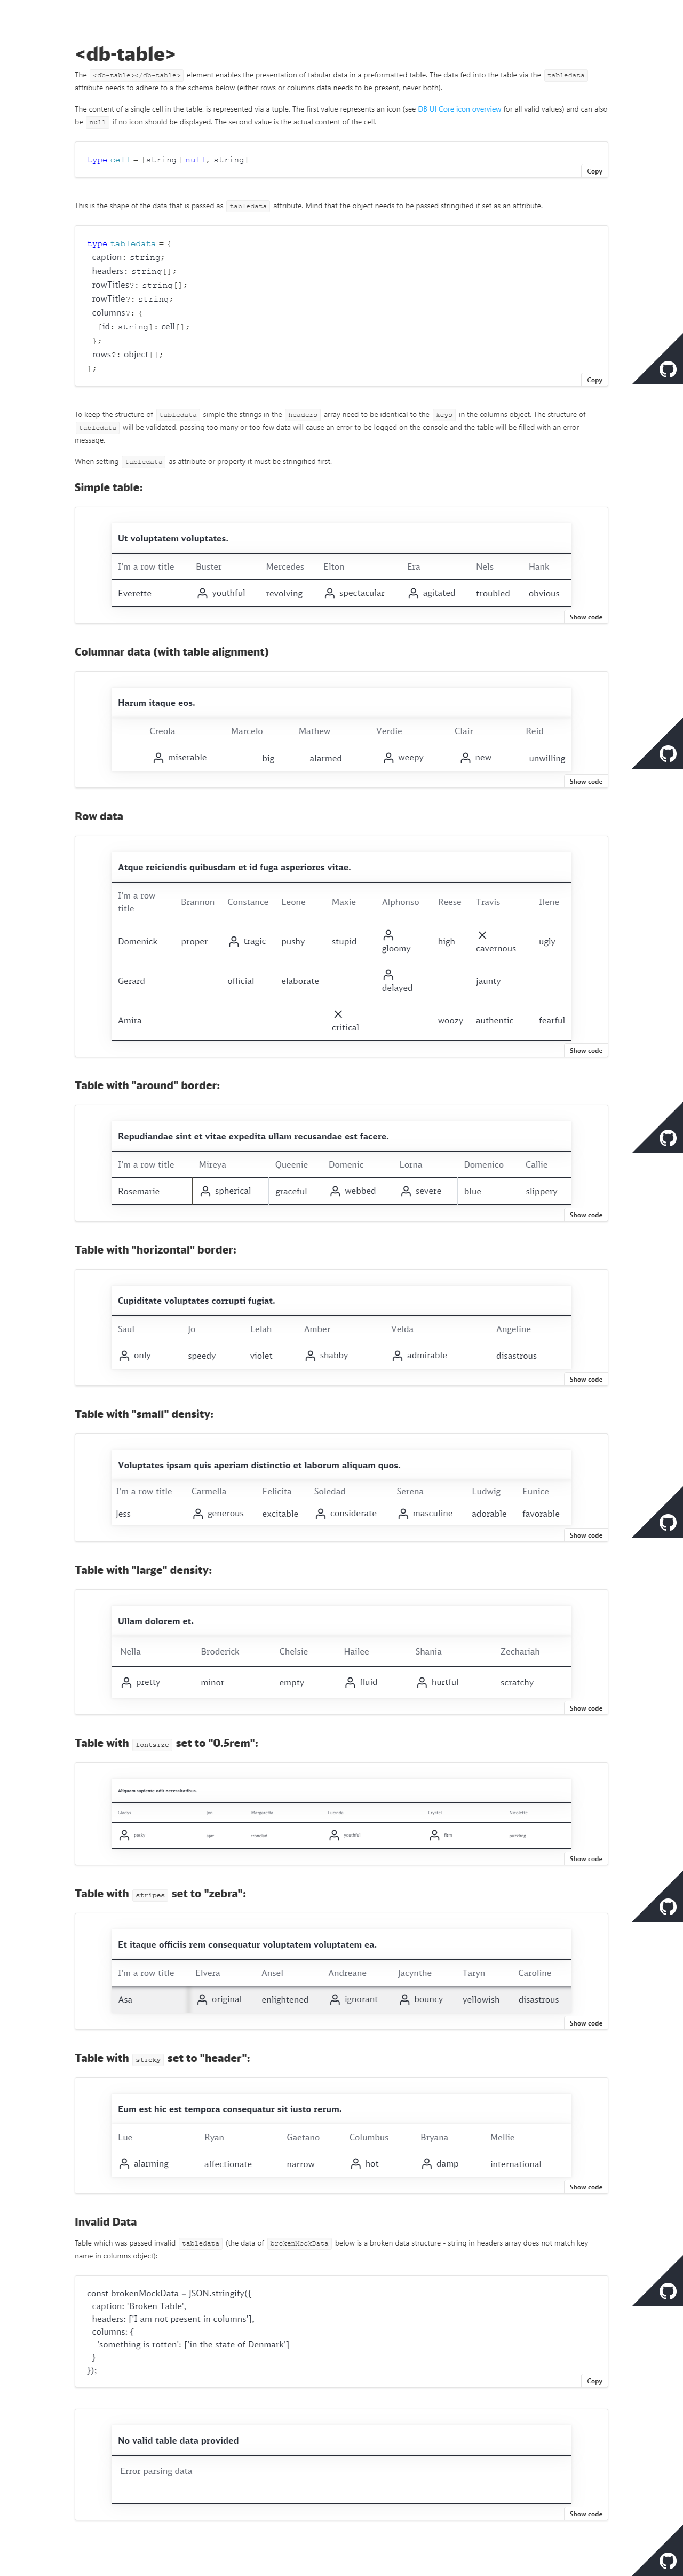 <db-table>
The <db-table></db-table> element enables the presentation of tabular data in a preformatted table. The data fed into the table via the tabledata
attribute needs to adhere to a the schema below (either rows or columns data needs to be present, never both).
The content of a single cell in the table, is represented via a tuple. The first value represents an icon (see DB UI Core icon overview for all valid values) and can also
be null if no icon should be displayed. The second value is the actual content of the cell.
type cell = [string | null, string]
Copy
This is the shape of the data that is passed as tabledata attribute. Mind that the object needs to be passed stringified if set as an attribute.
type tabledata = {
caption: string;
headers: string[];
rowTitles?: string[];
rowTitle?: string;
columns?: {
[id: string]: cell[];
};
rows?: object[];
};
Copy
To keep the structure of tabledata simple the strings in the headers array need to be identical to the keys in the columns object. The structure of
tabledata will be validated, passing too many or too few data will cause an error to be logged on the console and the table will be filled with an error
message.
When setting tabledata as attribute or property it must be stringified first.
Simple table:
Ut voluptatem voluptates.
I'm a row title Buster Mercedes Elton Era Nels Hank
Everette youthful revolving spectacular agitated troubled obvious
Show code
Columnar data (with table alignment)
Harum itaque eos.
Creola Marcelo Mathew Verdie Clair Reid
miserable big alarmed weepy new unwilling
Show code
Row data
Atque reiciendis quibusdam et id fuga asperiores vitae.
I'm a row
title Brannon Constance Leone Maxie Alphonso Reese Travis Ilene
Domenick proper tragic pushy stupid gloomy high cavernous ugly
Gerard official elaborate delayed jaunty
Amira critical woozy authentic fearful
Show code
Table with "around" border:
Repudiandae sint et vitae expedita ullam recusandae est facere.
I'm a row title Mireya Queenie Domenic Lorna Domenico Callie
Rosemarie spherical graceful webbed severe blue slippery
Show code
Table with "horizontal" border:
Cupiditate voluptates corrupti fugiat.
Saul Jo Lelah Amber Velda Angeline
only speedy violet shabby admirable disastrous
Show code
Table with "small" density:
Voluptates ipsam quis aperiam distinctio et laborum aliquam quos.
I'm a row title Carmella Felicita Soledad Serena Ludwig Eunice
Jess generous excitable considerate masculine adorable favorable
Show code
Table with "large" density:
Ullam dolorem et.
Nella Broderick Chelsie Hailee Shania Zechariah
pretty minor empty fluid hurtful scratchy
Show code
Table with fontsize set to "0.5rem":
Aliquam sapiente odit necessitatibus.
Gladys Jon Marguerita Lucinda Crystel Nikolaster
pesky ajar ironclad youthful firm puzzling
Show code
Table with stripes set to "zebra":
Et itaque officiis rem consequatur voluptatem voluptatem ea.
I'm a row title Elvera Ansel Andreane Jacynthe Taryn Caroline
Asa original enlightened ignorant bouncy yellowish disastrous
Show code
Table with sticky set to "header":
Eum est hic est tempora consequatur sit iusto rerum.
Lue Ryan Gaetano Columbus Bryana Mellie
alarming affectionate narrow hot damp international
Show code
Invalid Data
Table which was passed invalid tabledata (the data of brokenMockData below is a broken data structure - string in headers array does not match key
name in columns object):
const brokenMockData = JSON.stringify({
caption: 'Broken Table',
headers: ['I am not present in columns'],
columns: {
'something is rotten': ['in the state of Denmark']
}
});
Copy
No valid table data provided
Error parsing data
Show code